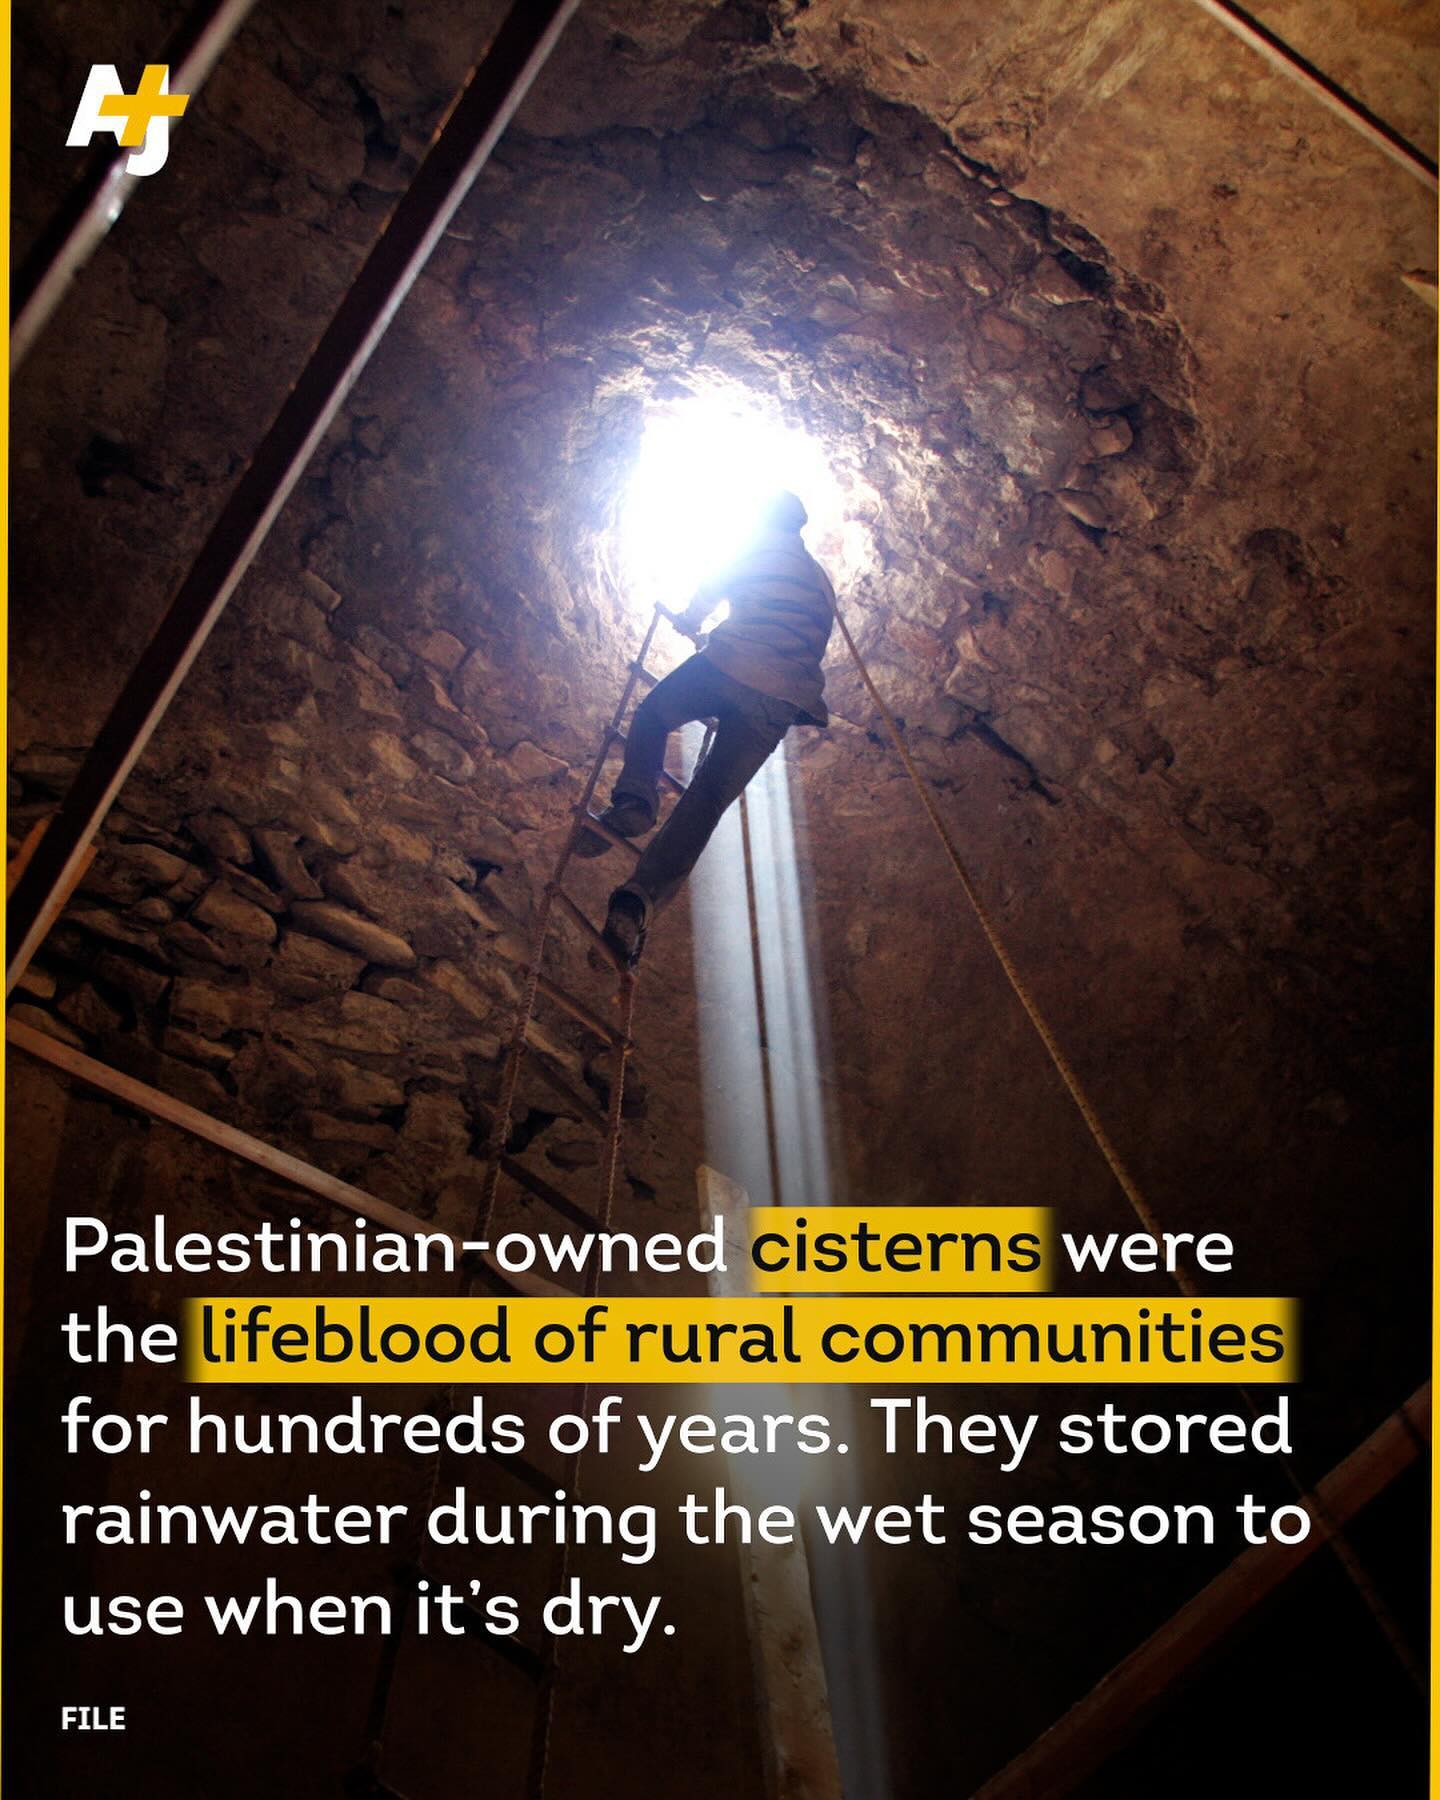 AJ+
Palestinian-owned cisterns were
the lifeblood of rural communities
for hundreds of years. They stored
rainwater during the wet season to
use when it's dry.
FILE